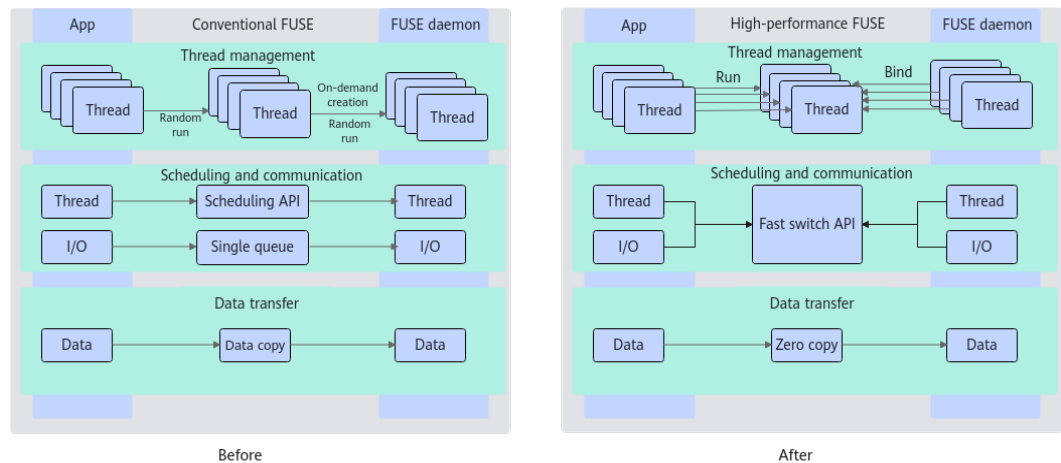 App Conventional FUSE FUSE daemon
Thread management
Thread
Random
run
Thread
On-demand
creation
Random
run
Thread
Scheduling and communication
Thread Scheduling API Thread
I/O Single queue I/O
Data transfer
Data Data copy Data
Before
App High-performance FUSE FUSE daemon
Thread management
Run Bind
Thread Thread Thread
Scheduling and communication
Thread Thread
Fast switch API
I/O I/O
Data transfer
Data Zero copy Data
After